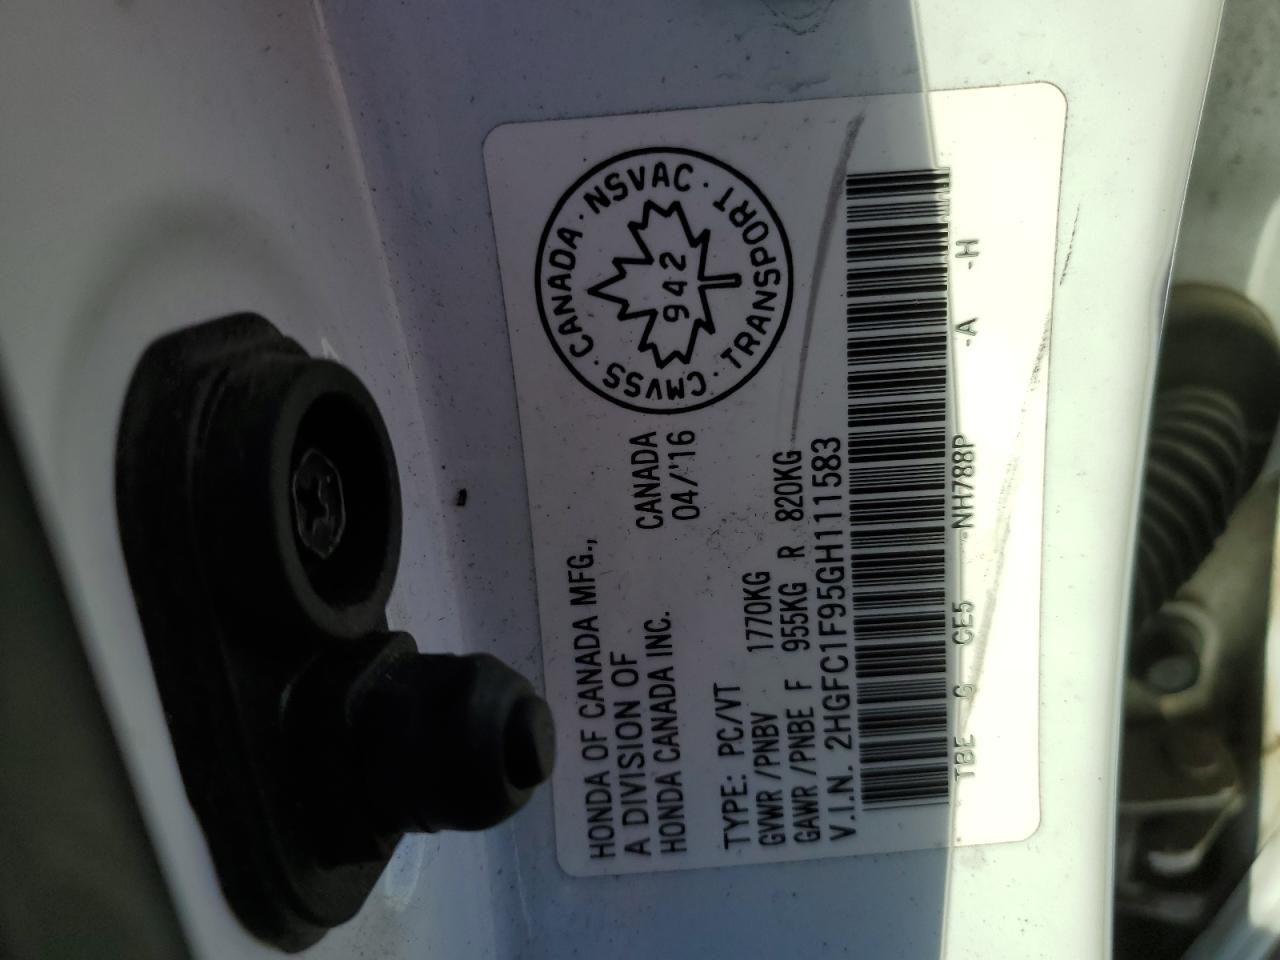 HONDA OF CANADA MFG.,
A DIVISION OF CANADA
HONDA CANADA INC. 04/'16
CMVSS · CANADA · NSVAC · TRANSPORT ·
942
TYPE: PC/VT
GVWR /PNBV 1770KG
GAWR /PNBE F 955KG R 820KG
V.I.N. 2HGFC1F95GH111583
TBE G CE5 -NH788P -A -H